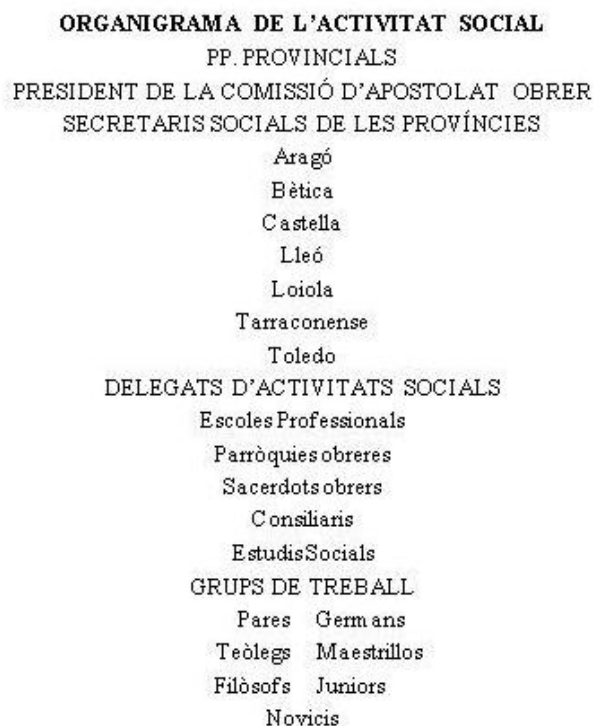 ORGANIGRAMA DE L'ACTIVITAT SOCIAL
PP. PROVINCIALS
PRESIDENT DE LA COMISSIÓ D'APOSTOLAT OBRER
SECRETARIS SOCIALS DE LES PROVÍNCIES
Aragó
Bètica
Castella
Lleó
Loiola
Tarraconense
Toledo
DELEGATS D'ACTIVITATS SOCIALS
Escoles Professionals
Parròquies obreres
Sacerdots obrers
Consiliaris
Estudis Socials
GRUPS DE TREBALL
Pares Germans
Teòlegs Maestrillos
Filòsofs Juniors
Novicis